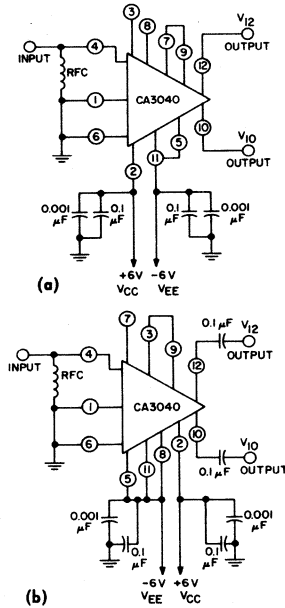 3 8 7 9
V12
4 12
INPUT OUTPUT
RFC
1 CA3040
10
6 5 V10
2 11 OUTPUT
0.001 μF 0.1 μF 0.1 μF 0.001 μF
+6V -6V
(a) VCC VEE
7 3 9
0.1 μF V12
4 12 OUTPUT
INPUT
RFC
1 CA3040
10 V10
6 2 OUTPUT
5 11 8 0.1 μF
0.001 μF 0.1 μF 0.1 μF 0.001 μF
-6V +6V
(b) VEE VCC